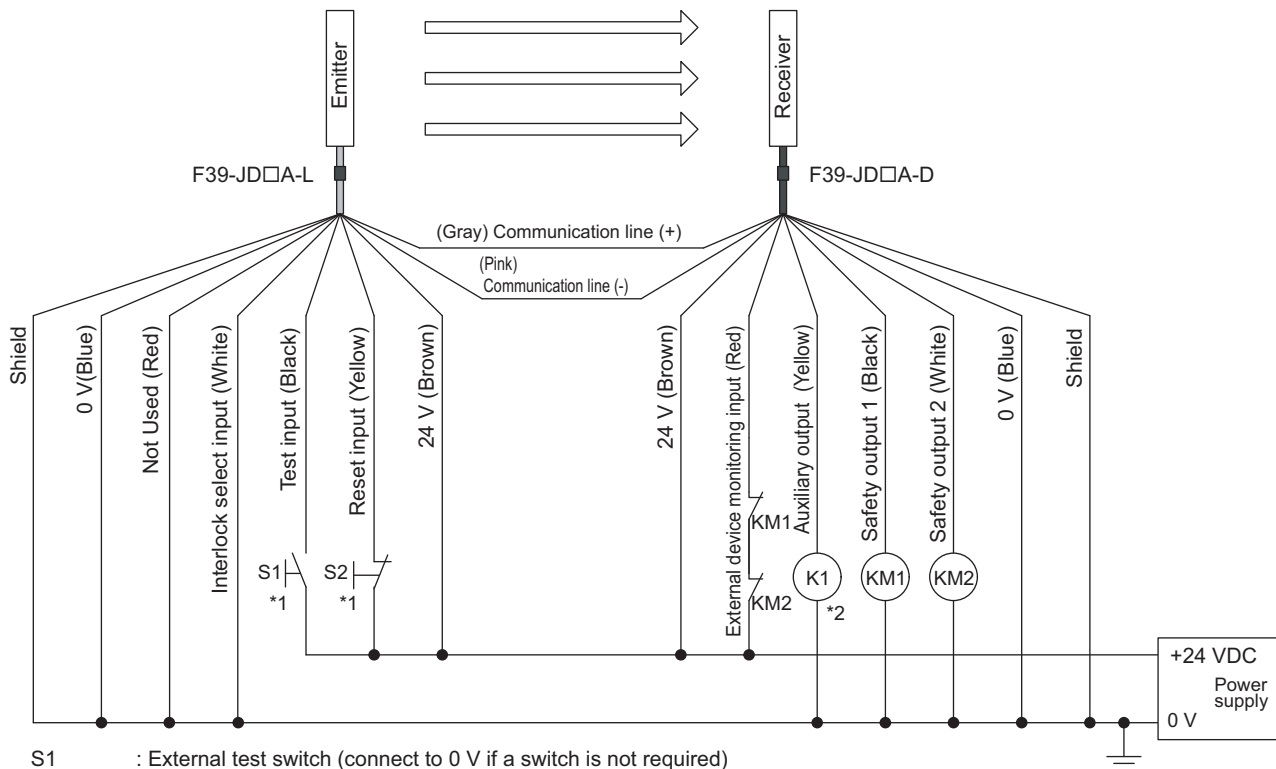 Emitter
Receiver
F39-JD□A-L
F39-JD□A-D
(Gray) Communication line (+)
(Pink)
Communication line (-)
Shield
0 V(Blue)
Not Used (Red)
Interlock select input (White)
Test input (Black)
Reset input (Yellow)
24 V (Brown)
24 V (Brown)
External device monitoring input (Red)
Auxiliary output (Yellow)
Safety output 1 (Black)
Safety output 2 (White)
0 V (Blue)
Shield
KM1
S1
*1
S2
*1
KM2
K1
*2
KM1
KM2
+24 VDC
Power
supply
0 V
S1 : External test switch (connect to 0 V if a switch is not required)